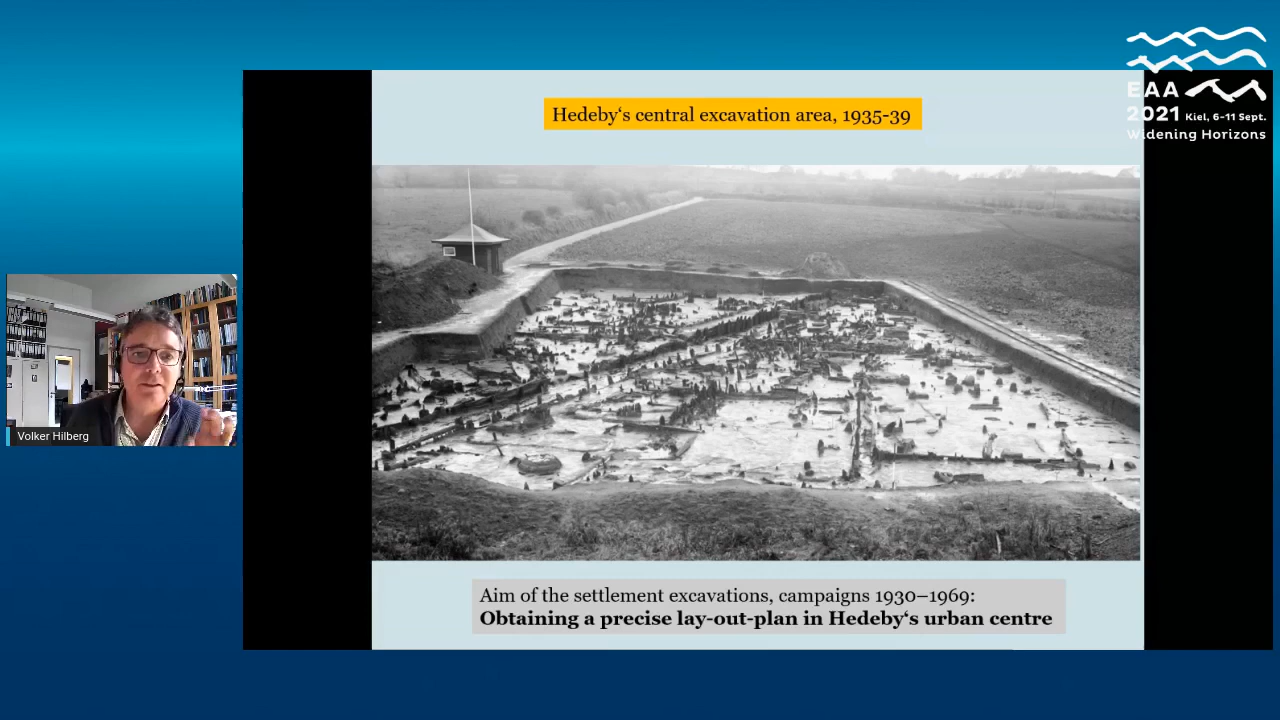 Hedeby‘s central excavation area, 1935-39
EAA
2021 Kiel, 6-11 Sept.
Widening Horizons
Volker Hilberg
Aim of the settlement excavations, campaigns 1930–1969:
Obtaining a precise lay-out-plan in Hedeby‘s urban centre